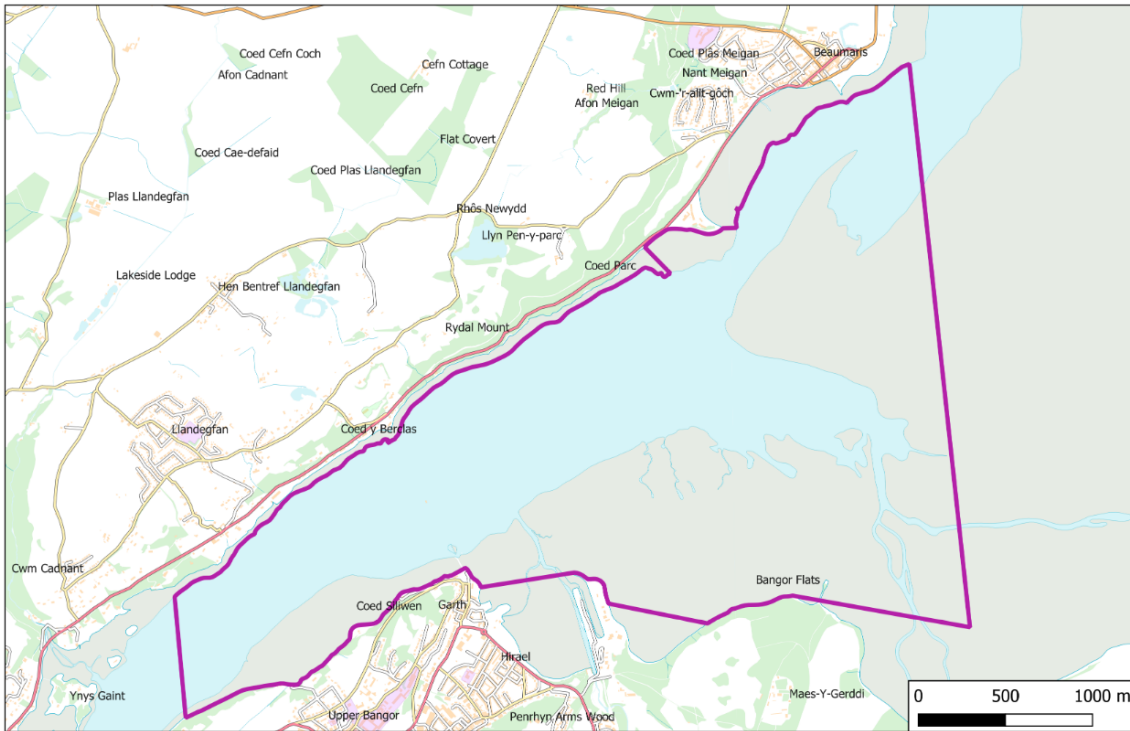 Coed Cefn Coch
Afon Cadnant
Cefn Cottage
Coed Cefn
Coed Plâs Meigan
Beaumaris
Nant Meigan
Red Hill
Cwm-'r-allt-gôch
Afon Meigan
Flat Covert
Coed Cae-defaid
Coed Plas Llandegfan
Plas Llandegfan
Rhôs Newydd
Llyn Pen-y-parc
Coed Parc
Lakeside Lodge
Hen Bentref Llandegfan
Rydal Mount
Llandegfan
Coed y Berclas
Cwm Cadnant
Bangor Flats
Coed Siliwen
Garth
Hirael
Ynys Gaint
Maes-Y-Gerddi
Upper Bangor
Penrhyn Arms Wood
0 500 1000 m